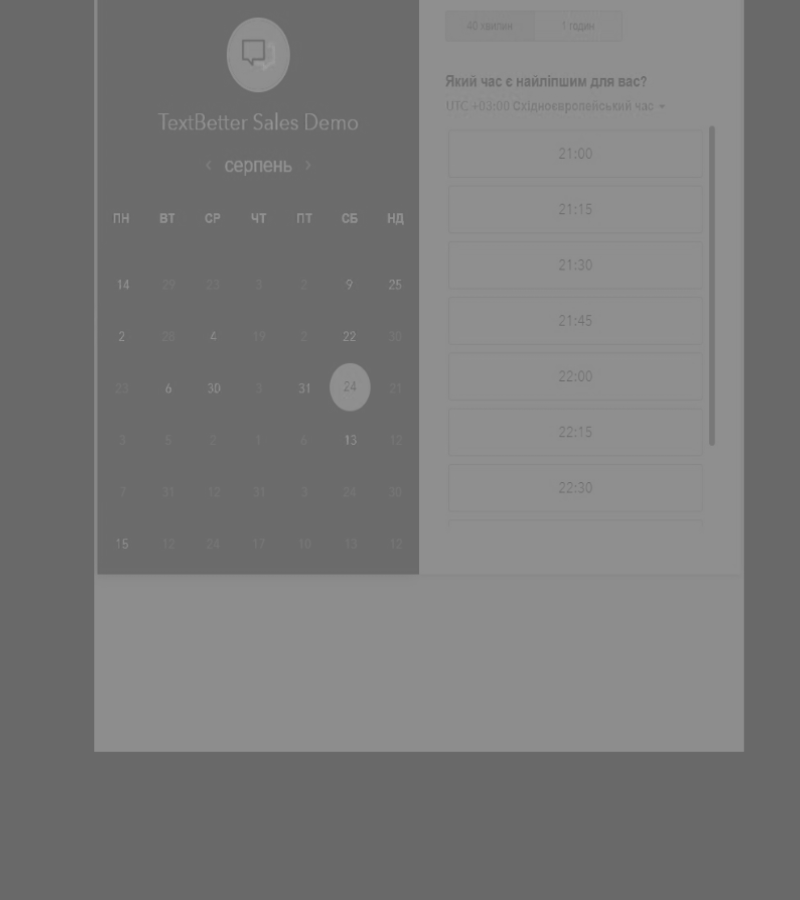 40 хвилин 1 годин
Який час є найліпшим для вас?
UTC +03:00 Східноєвропейський час
TextBetter Sales Demo
серпень
ПН ВТ СР ЧТ ПТ СБ НД
14 29 23 3 2 9 25
2 26 4 19 2 22 30
23 6 30 3 31 24 21
3 5 2 1 6 13 12
7 31 12 31 3 24 30
15 12 24 17 10 13 12
21:00
21:15
21:30
21:45
22:00
22:15
22:30